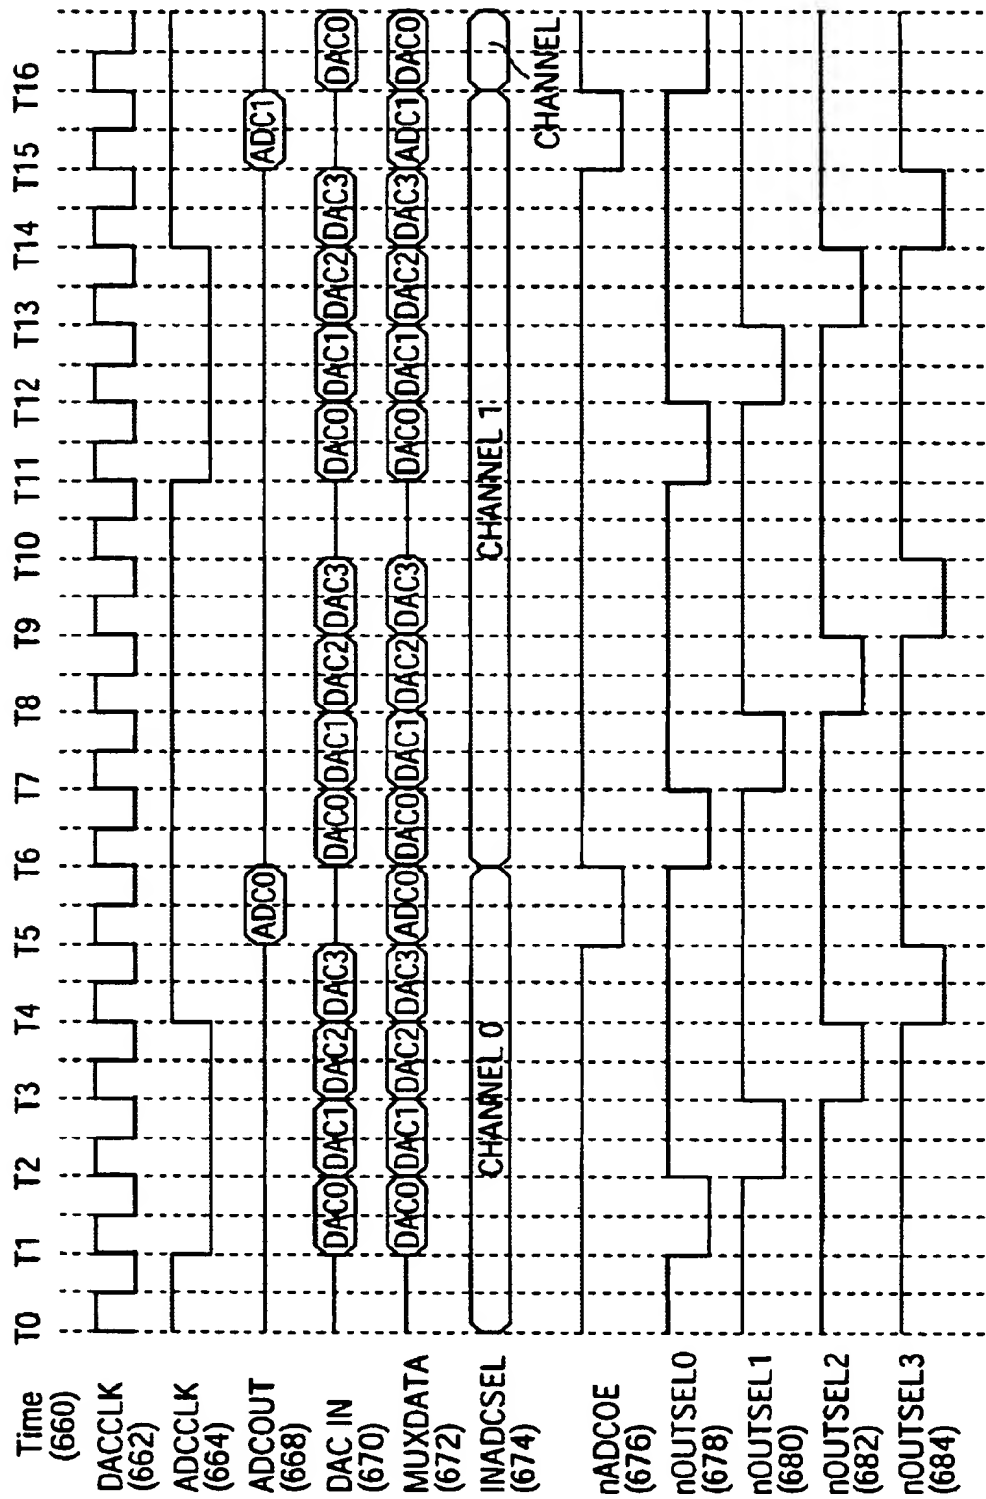 Time T0 T1 T2 T3 T4 T5 T6 T7 T8 T9 T10 T11 T12 T13 T14 T15 T16
(660)
DACCLK
(662)
ADCCLK
(664)
ADCOUT ADC0 ADC1
(668)
DAC IN DAC0 DAC1 DAC2 DAC3 DAC0 DAC1 DAC2 DAC3 DAC0 DAC1 DAC2 DAC3 DAC0
(670)
MUXDATA DAC0 DAC1 DAC2 DAC3 ADC0 DAC0 DAC1 DAC2 DAC3 DAC0 DAC1 DAC2 DAC3 ADC1 DAC0
(672)
INADCSEL CHANNEL 0 CHANNEL 1
(674)
CHANNEL
nADCOE
(676)
nOUTSEL0
(678)
nOUTSEL1
(680)
nOUTSEL2
(682)
nOUTSEL3
(684)